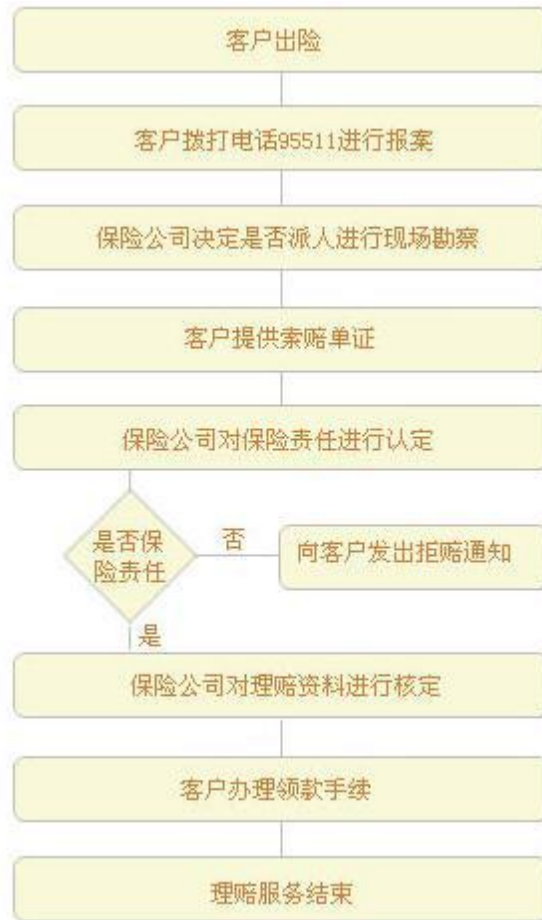 客户出险
客户拨打电话95511进行报案
保险公司决定是否派人进行现场勘察
客户提供索赔单证
保险公司对保险责任进行认定
是否保
险责任
否
向客户发出拒赔通知
是
保险公司对理赔资料进行核定
客户办理领款手续
理赔服务结束